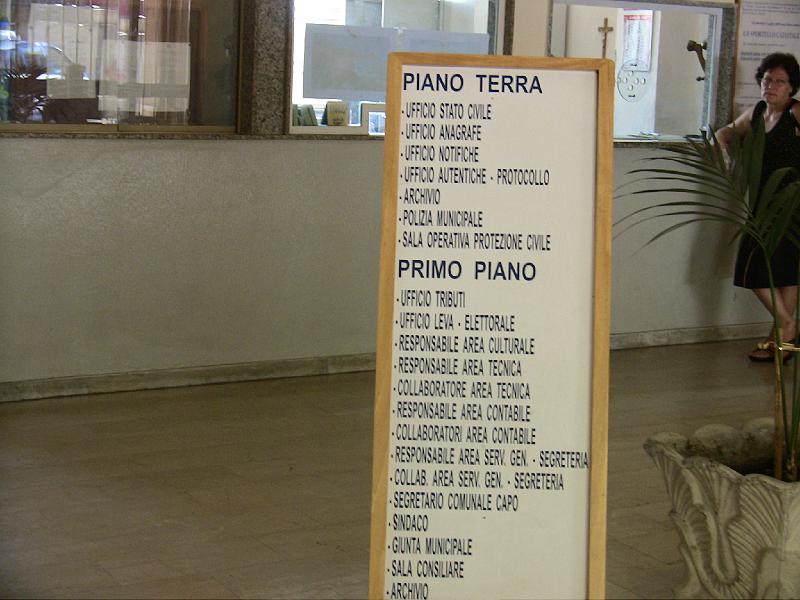 PIANO TERRA
- UFFICIO STATO CIVILE
- UFFICIO ANAGRAFE
- UFFICIO NOTIFICHE
- UFFICIO AUTENTICHE - PROTOCOLLO
- ARCHIVIO
- POLIZIA MUNICIPALE
- SALA OPERATIVA PROTEZIONE CIVILE
PRIMO PIANO
- UFFICIO TRIBUTI
- UFFICIO LEVA - ELETTORALE
- RESPONSABILE AREA CULTURALE
- RESPONSABILE AREA TECNICA
- COLLABORATORE AREA TECNICA
- RESPONSABILE AREA CONTABILE
- COLLABORATORI AREA CONTABILE
- RESPONSABILE AREA SERV. GEN. - SEGRETERIA
- COLLAB. AREA SERV. GEN. - SEGRETERIA
- SEGRETARIO COMUNALE CAPO
- SINDACO
- GIUNTA MUNICIPALE
- SALA CONSILIARE
- ARCHIVIO
LO SPORTELLO CATASTALE